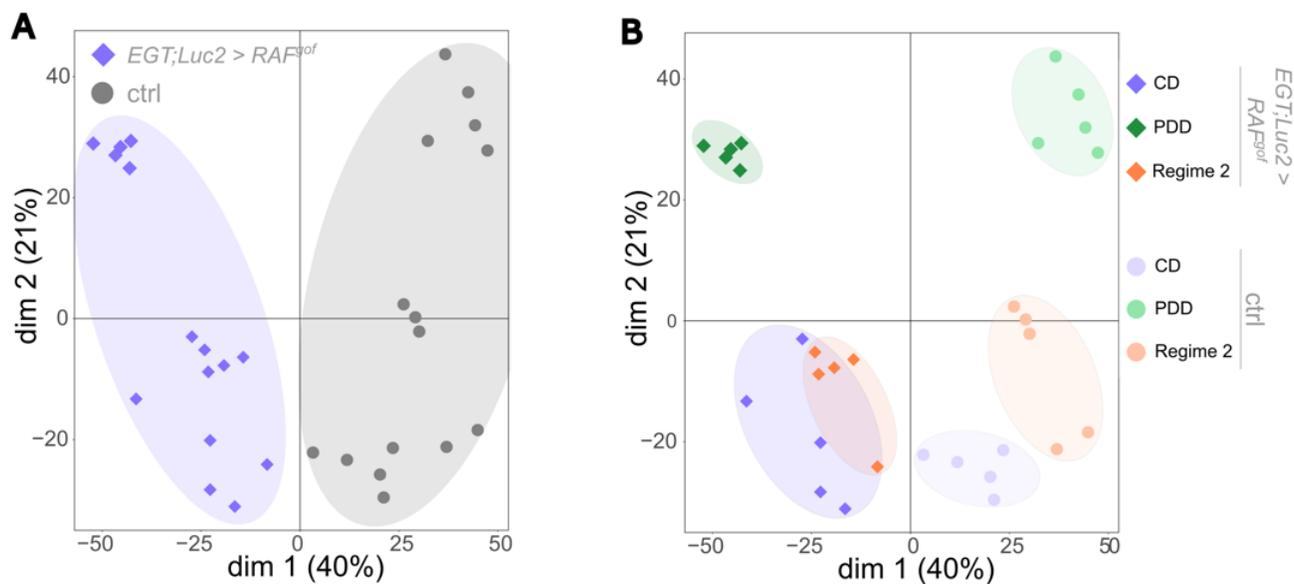 A
EGT;Luc2 > RAFgof
ctrl
40
20
0
−20
−50
−25
0
25
50
dim 2 (21%)
dim 1 (40%)
B
40
20
0
−20
−50
−25
0
25
50
dim 2 (21%)
dim 1 (40%)
CD
PDD
Regime 2
EGT;Luc2 >
RAFgof
CD
PDD
Regime 2
ctrl